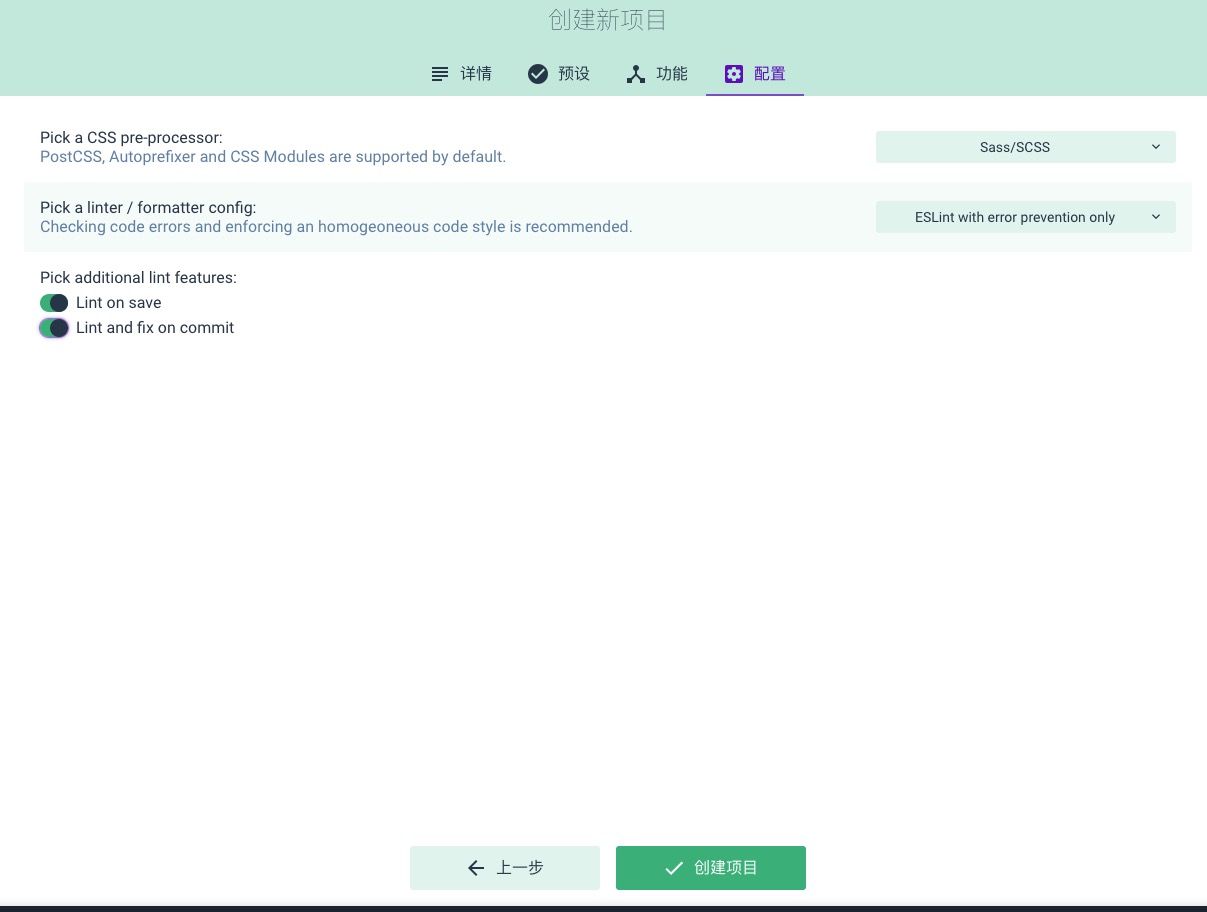 创建新项目
详情 预设 功能 配置
Pick a CSS pre-processor:
PostCSS, Autoprefixer and CSS Modules are supported by default.
Sass/SCSS
Pick a linter / formatter config:
Checking code errors and enforcing an homogeoneous code style is recommended.
ESLint with error prevention only
Pick additional lint features:
Lint on save
Lint and fix on commit
上一步 创建项目